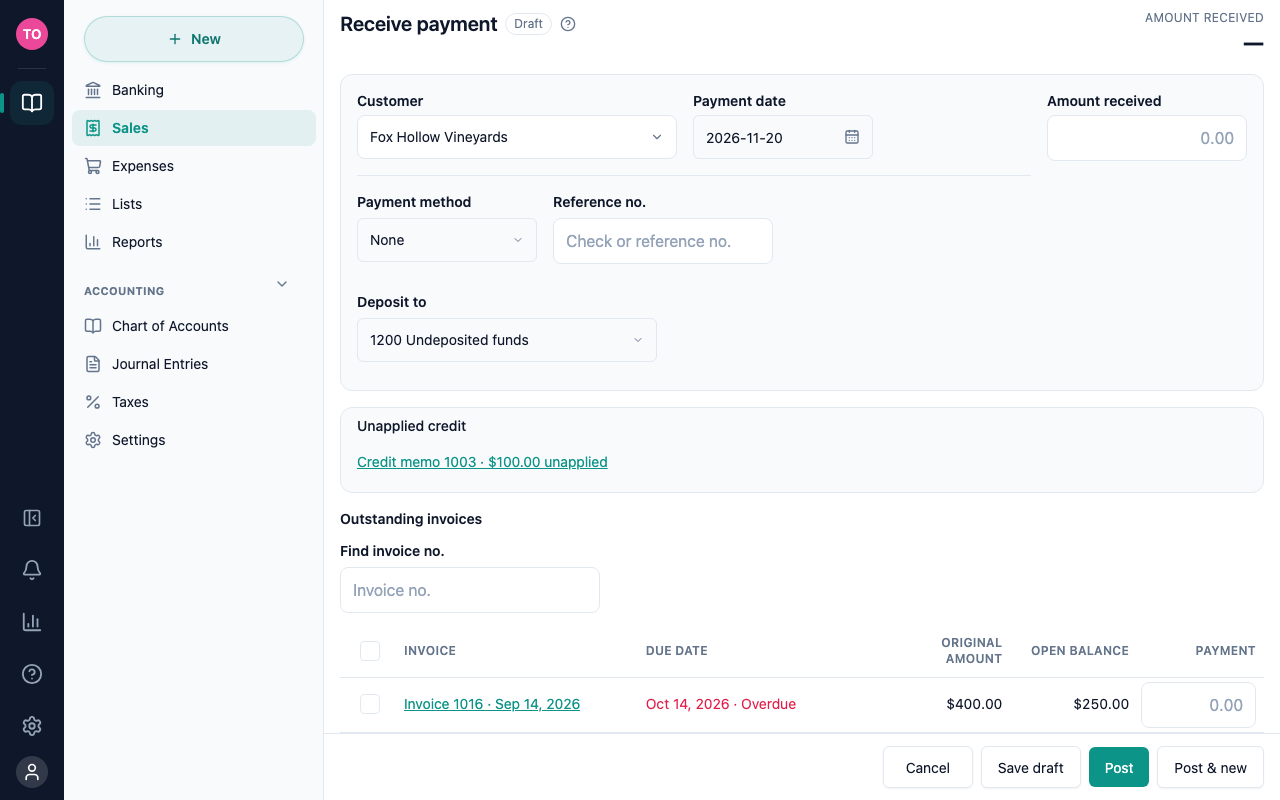 TO
New
Banking
Sales
Expenses
Lists
Reports
ACCOUNTING
Chart of Accounts
Journal Entries
Taxes
Settings
Receive payment
Draft
AMOUNT RECEIVED
—
Customer
Payment date
Amount received
Fox Hollow Vineyards
2026-11-20
0.00
Payment method
Reference no.
None
Check or reference no.
Deposit to
1200 Undeposited funds
Unapplied credit
Credit memo 1003 · $100.00 unapplied
Outstanding invoices
Find invoice no.
Invoice no.
INVOICE
DUE DATE
ORIGINAL AMOUNT
OPEN BALANCE
PAYMENT
Invoice 1016 · Sep 14, 2026
Oct 14, 2026 · Overdue
$400.00
$250.00
0.00
Cancel
Save draft
Post
Post & new